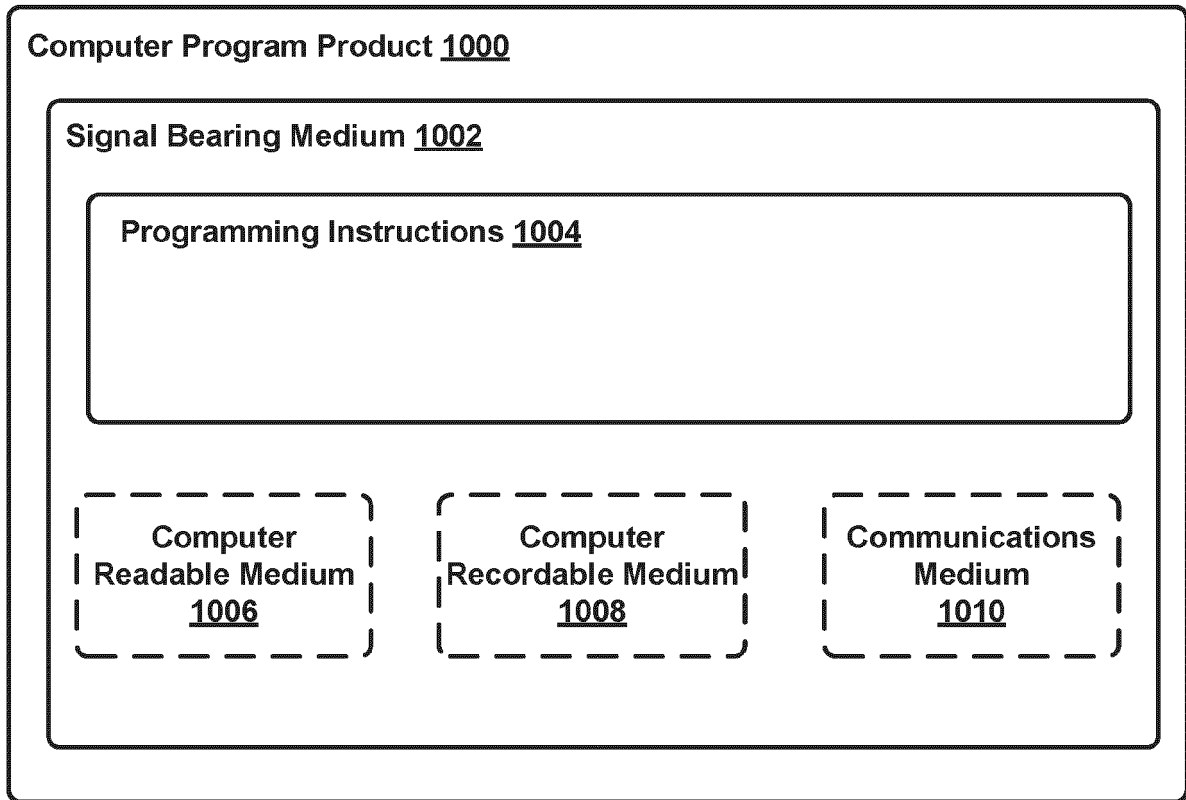 Computer Program Product 1000
Signal Bearing Medium 1002
Programming Instructions 1004
Computer
Readable Medium
1006
Computer
Recordable Medium
1008
Communications
Medium
1010